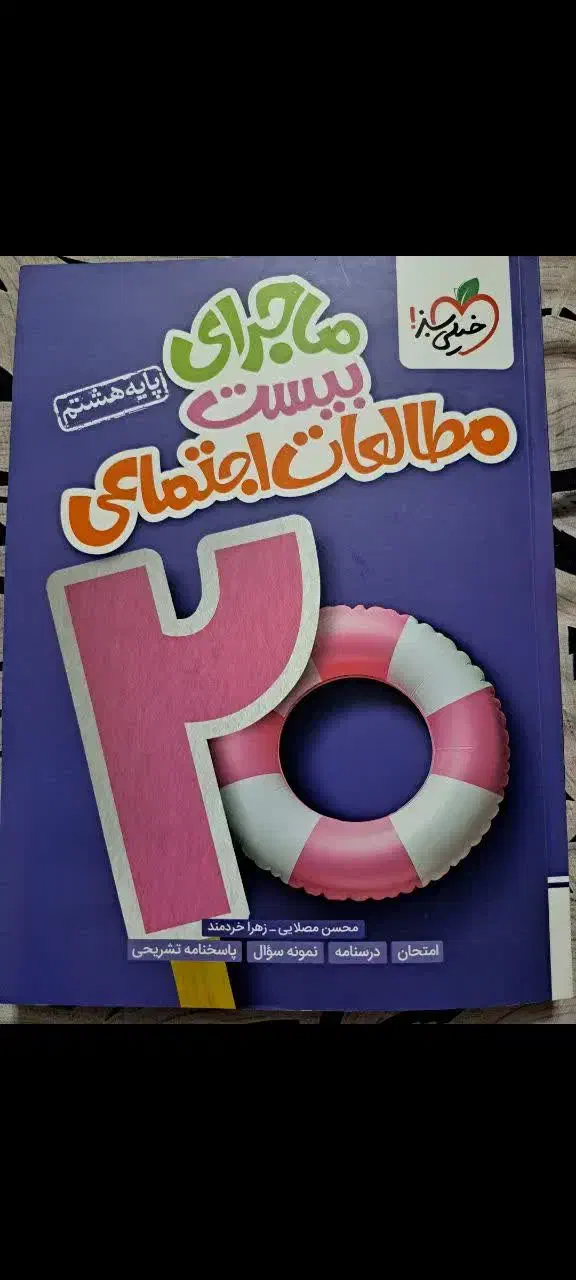 خیلی سبز!
ماجرای
بیست
پایه هشتم
مطالعات اجتماعی
۲۰
محسن مصلایی - زهرا خردمند
امتحان درسنامه نمونه سؤال پاسخنامه تشریحی